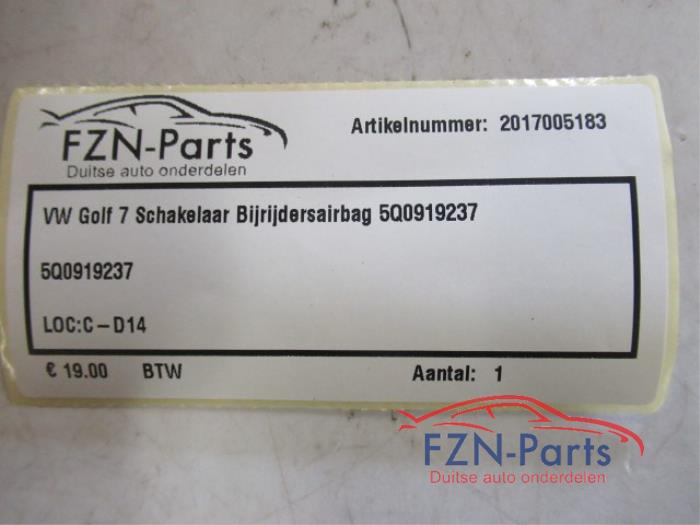 FZN-Parts
Duitse auto onderdelen
Artikelnummer: 2017005183
VW Golf 7 Schakelaar Bijrijdersairbag 5Q0919237
5Q0919237
LOC:C-D14
€ 19.00 BTW Aantal: 1
FZN-Parts
Duitse auto onderdelen